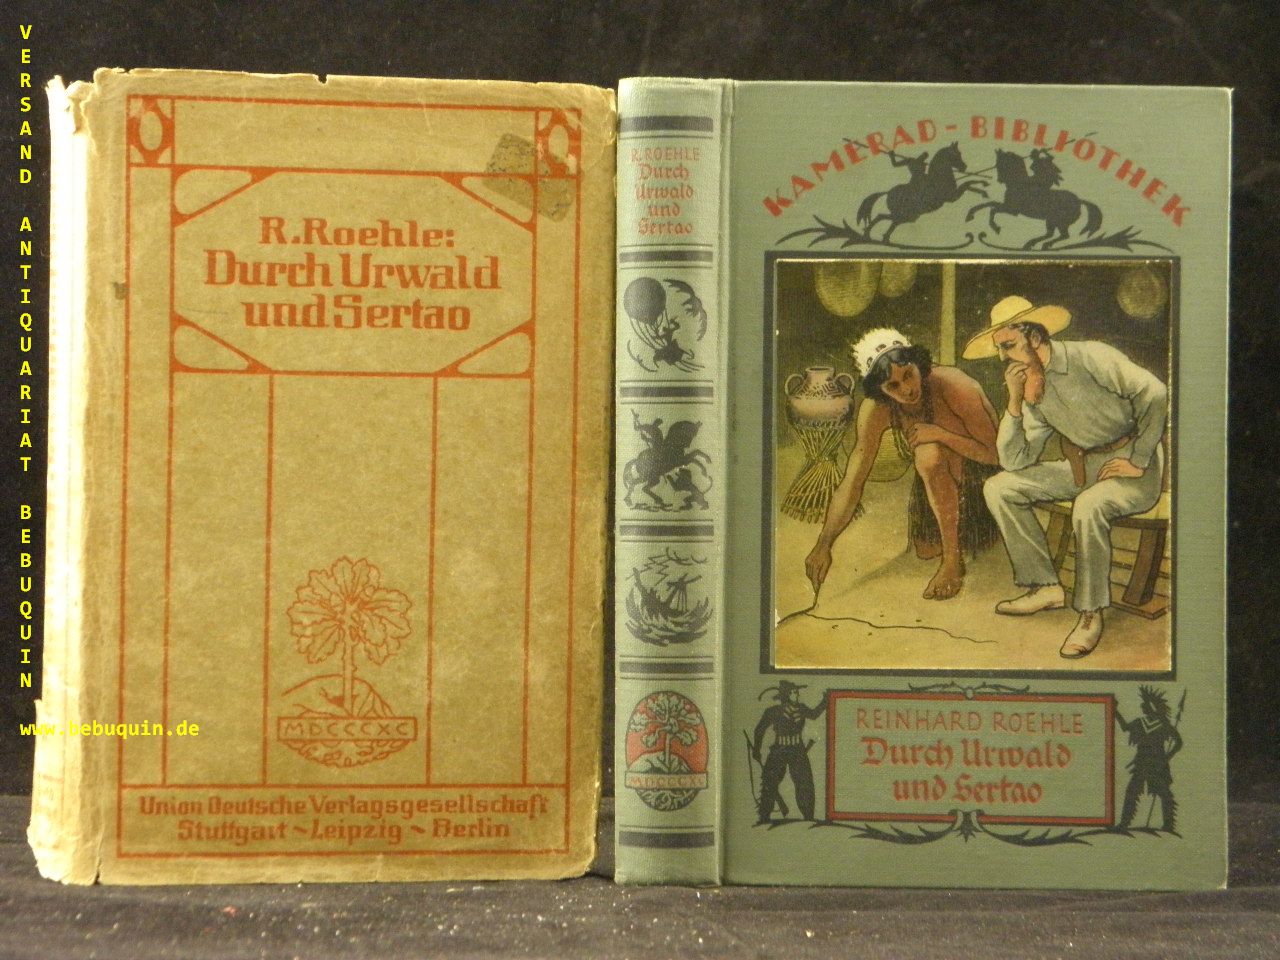 VERSAND ANTIQUARIAT BEBUQUIN
www.bebuquin.de
R. Roehle:
Durch Urwald
und Sertao
MDCCCXC
Union Deutsche Verlagsgesellschaft
Stuttgart ~ Leipzig ~ Berlin
R. ROEHLE
Durch
Urwald
und
Sertao
MDCCCXC
KAMERAD-BIBLIOTHEK
REINHARD ROEHLE
Durch Urwald
und Sertao